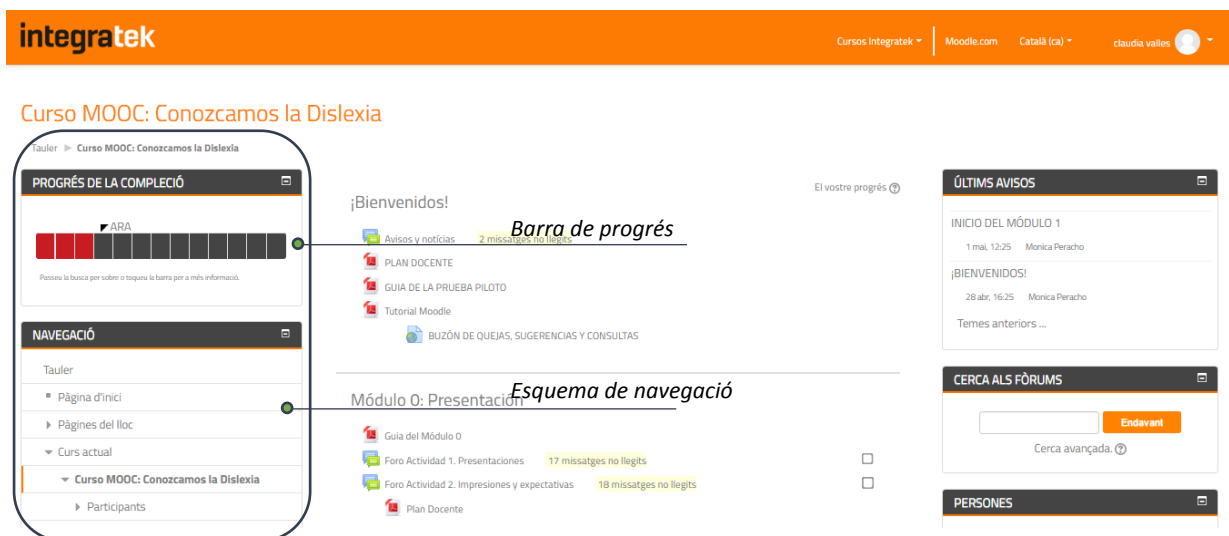 integratek
Cursos Integratek
Moodle.com
Català (ca)
claudia valles
Curso MOOC: Conozcamos la Dislexia
Tauler
Curso MOOC: Conozcamos la Dislexia
PROGRÉS DE LA COMPLECIÓ
ARA
Passeu la busca per sobre o toqueu la barra per a més informació.
NAVEGACIÓ
Tauler
Pàgina d'inici
Pàgines del lloc
Curs actual
Curso MOOC: Conozcamos la Dislexia
Participants
El vostre progrés
¡Bienvenidos!
Barra de progrés
Avisos y notícias 2 missatges no llegits
PLAN DOCENTE
GUIA DE LA PRUEBA PILOTO
Tutorial Moodle
BUZÓN DE QUEJAS, SUGERENCIAS Y CONSULTAS
Esquema de navegació
Módulo 0: Presentación
Guia del Módulo 0
Foro Actividad 1. Presentaciones 17 missatges no llegits
Foro Actividad 2. Impresiones y expectativas 18 missatges no llegits
Plan Docente
ÚLTIMS AVISOS
INICIO DEL MÓDULO 1
1 mai, 12:25 Monica Peracho
¡BIENVENIDOS!
28 abr, 16:25 Monica Peracho
Temes anteriors ...
CERCA ALS FÒRUMS
Endavant
Cerca avançada.
PERSONES